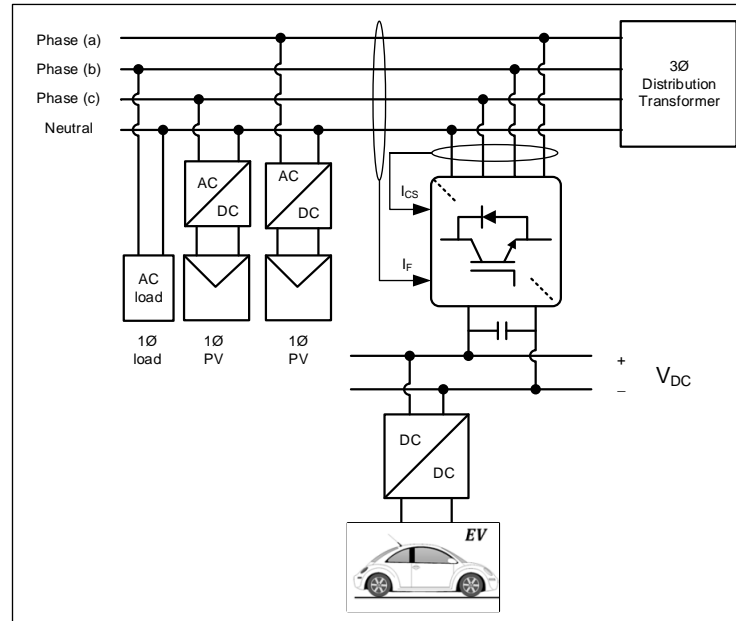 Phase (a)
Phase (b)
Phase (c)
Neutral
3Ø
Distribution
Transformer
AC
DC
AC
DC
I_CS
I_F
AC
load
1Ø
load
1Ø
PV
1Ø
PV
+
V_DC
–
DC
DC
EV